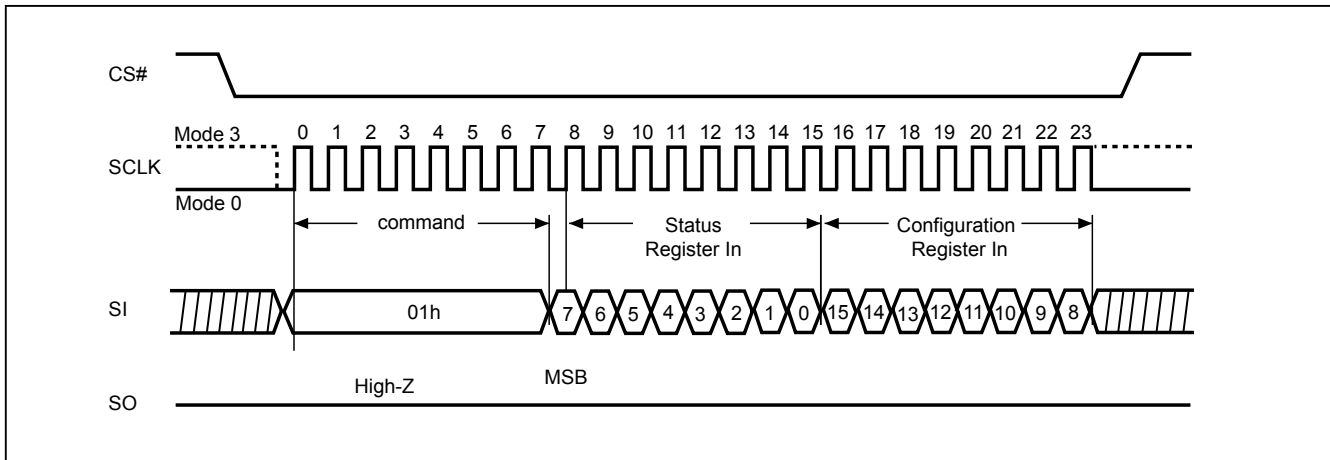 CS#
Mode 3
0 1 2 3 4 5 6 7 8 9 10 11 12 13 14 15 16 17 18 19 20 21 22 23
SCLK
Mode 0
command
Status
Register In
Configuration
Register In
SI
01h
7 6 5 4 3 2 1 0 15 14 13 12 11 10 9 8
High-Z
MSB
SO